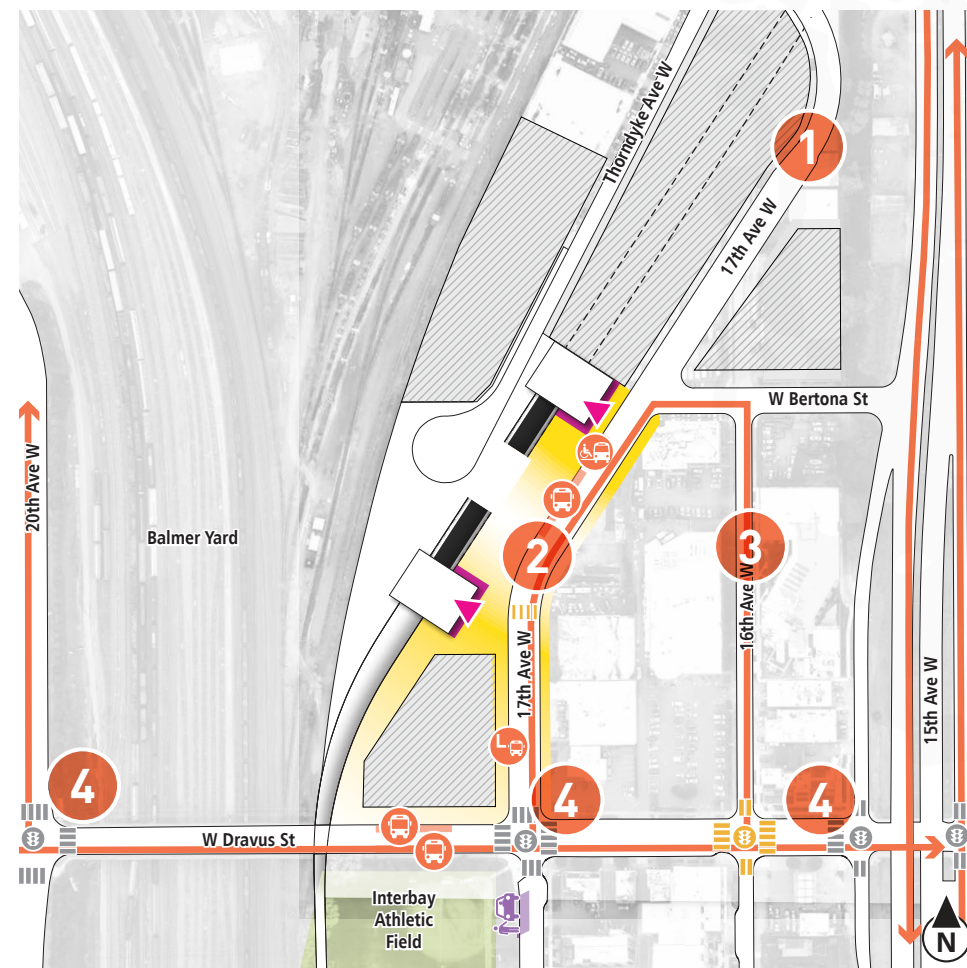 Thorndyke Ave W
1
17th Ave W
W Bertona St
20th Ave W
Balmer Yard
2
3
16th Ave W
17th Ave W
15th Ave W
L
4
4
4
W Dravus St
Interbay
Athletic
Field
N